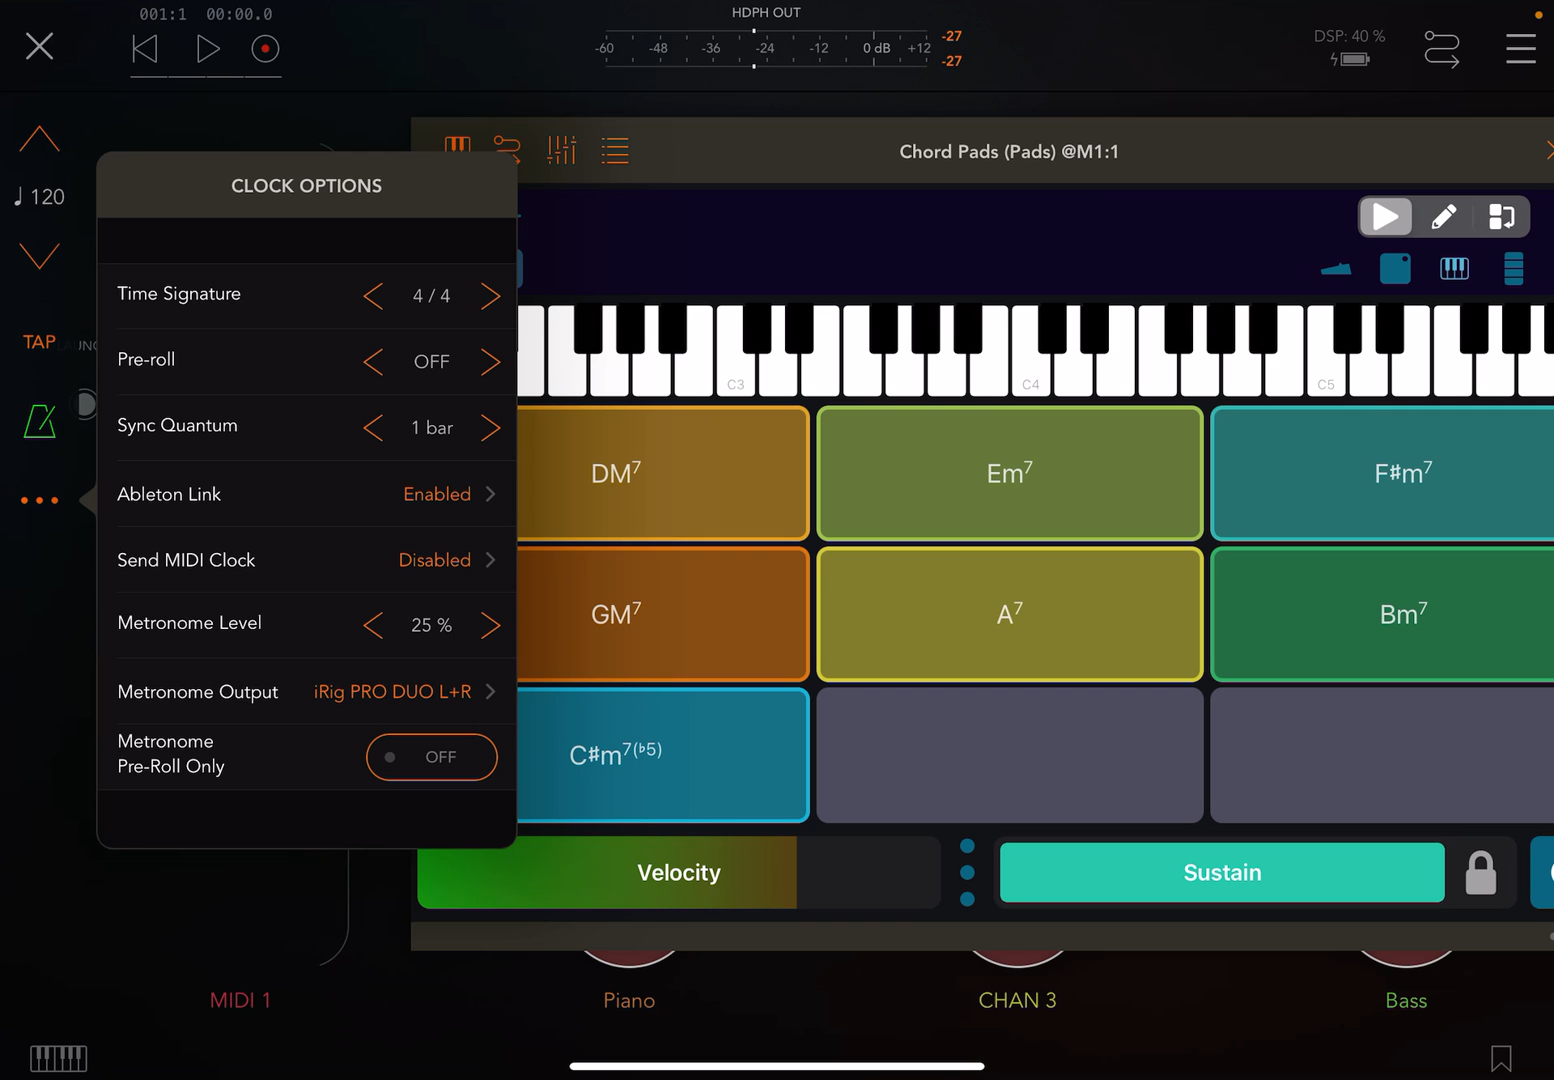 001:1 00:00.0
HDPH OUT
-60 -48 -36 -24 -12 0 dB +12
-27
-27
DSP: 40 %
Chord Pads (Pads) @M1:1
♩ 120
TAP
CLOCK OPTIONS
Time Signature 4 / 4
Pre-roll OFF
Sync Quantum 1 bar
Ableton Link Enabled
Send MIDI Clock Disabled
Metronome Level 25 %
Metronome Output iRig PRO DUO L+R
Metronome
Pre-Roll Only OFF
C3 C4 C5
DM⁷ Em⁷ F♯m⁷
GM⁷ A⁷ Bm⁷
C♯m⁷⁽♭⁵⁾
Velocity Sustain
MIDI 1 Piano CHAN 3 Bass